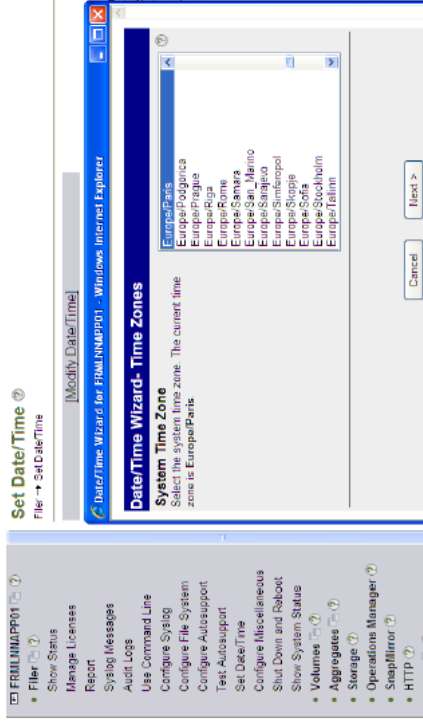 FRMLNNAPP01
Filer
Show Status
Manage Licenses
Report
Syslog Messages
Audit Logs
Use Command Line
Configure Syslog
Configure File System
Configure Autosupport
Test Autosupport
Set Date/Time
Configure Miscellaneous
Shut Down and Reboot
Show System Status
Volumes
Aggregates
Storage
Operations Manager
SnapMirror
HTTP
Set Date/Time
Filer → Set Date/Time
[Modify Date/Time]
Date/Time Wizard for FRMLNNAPP01 - Windows Internet Explorer
Date/Time Wizard- Time Zones
System Time Zone
Select the system time zone. The current time
zone is Europe/Paris.
Europe/Paris
Europe/Podgorica
Europe/Prague
Europe/Riga
Europe/Rome
Europe/Samara
Europe/San_Marino
Europe/Sarajevo
Europe/Simferopol
Europe/Skopje
Europe/Sofia
Europe/Stockholm
Europe/Tallinn
Cancel
Next >